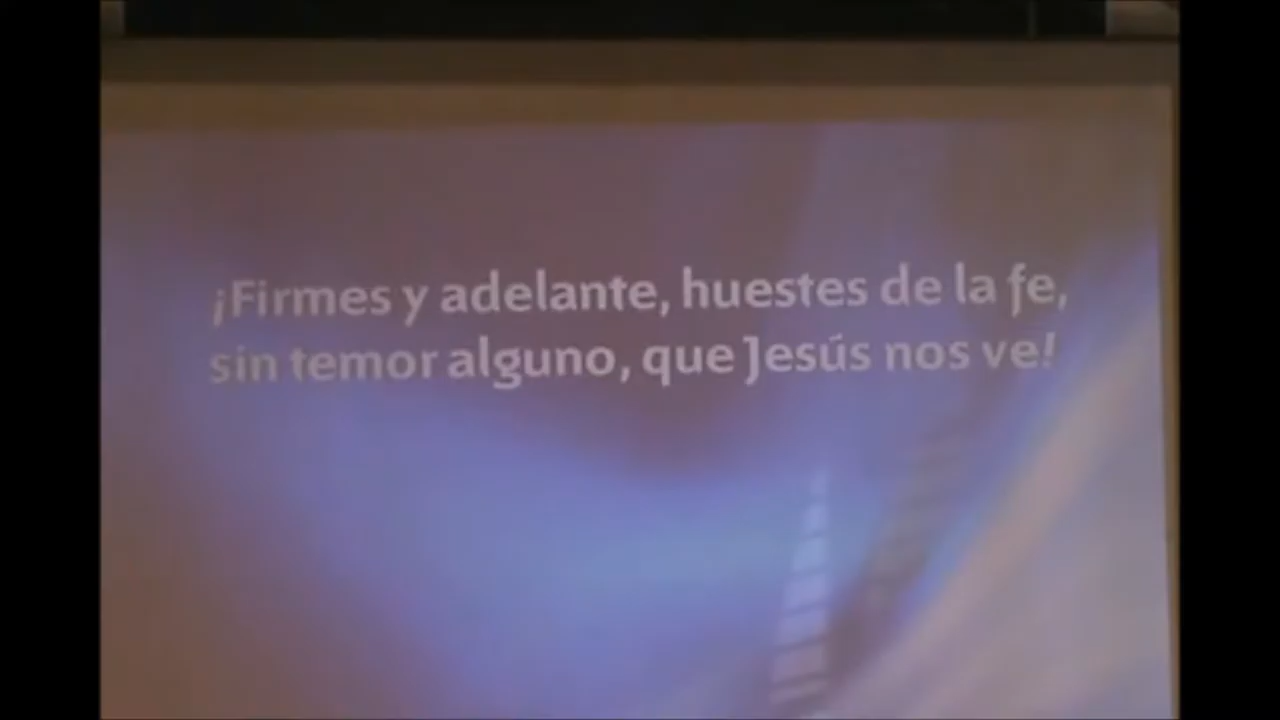 ¡Firmes y adelante, huestes de la fe,
sin temor alguno, que Jesús nos ve!